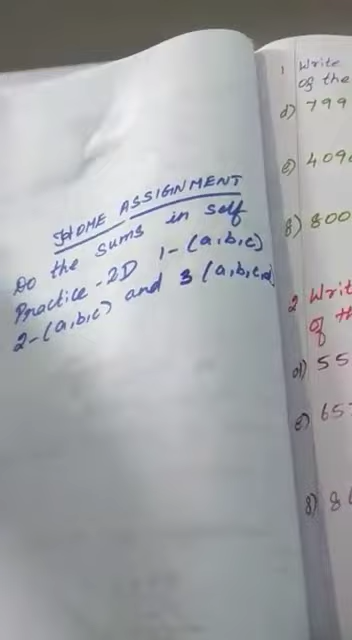 HOME ASSIGNMENT
Do the sums in self
Practice - 2D 1-(a,b,c)
2-(a,b,c) and 3 (a,b,c,d)
1 Write
of the
d) 799
e) 409
f) 800
2 Writ
of th
d) 55
e) 65
f) 8